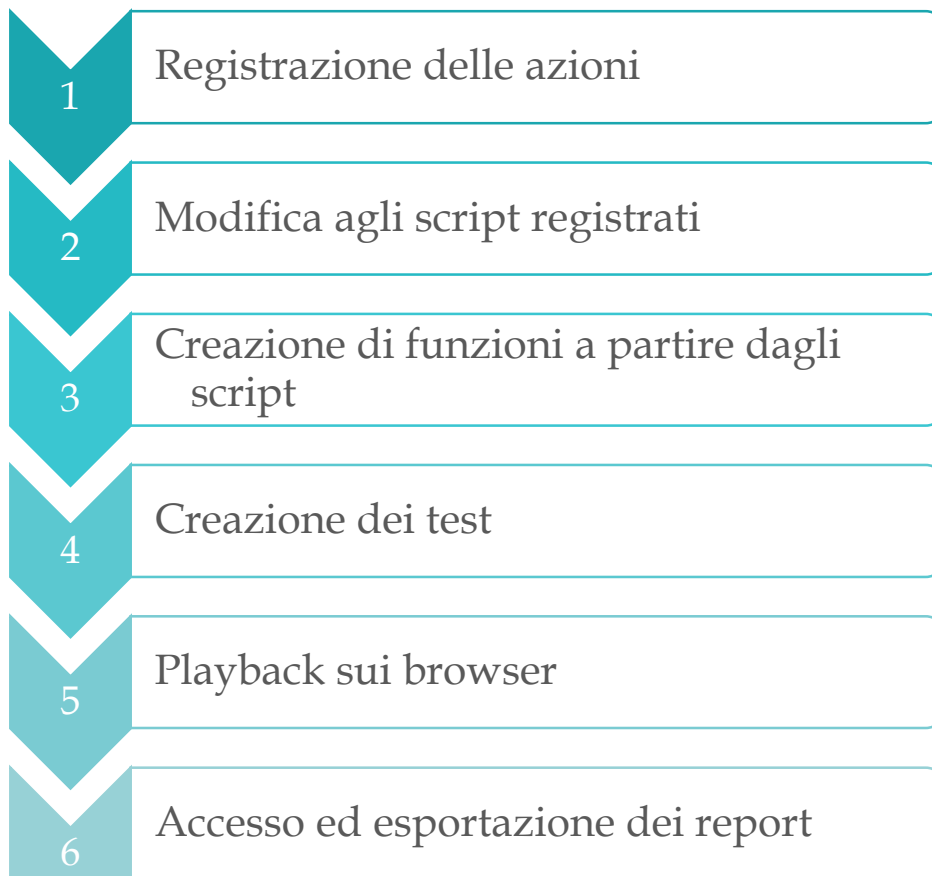 1
Registrazione delle azioni
2
Modifica agli script registrati
3
Creazione di funzioni a partire dagli
script
4
Creazione dei test
5
Playback sui browser
6
Accesso ed esportazione dei report